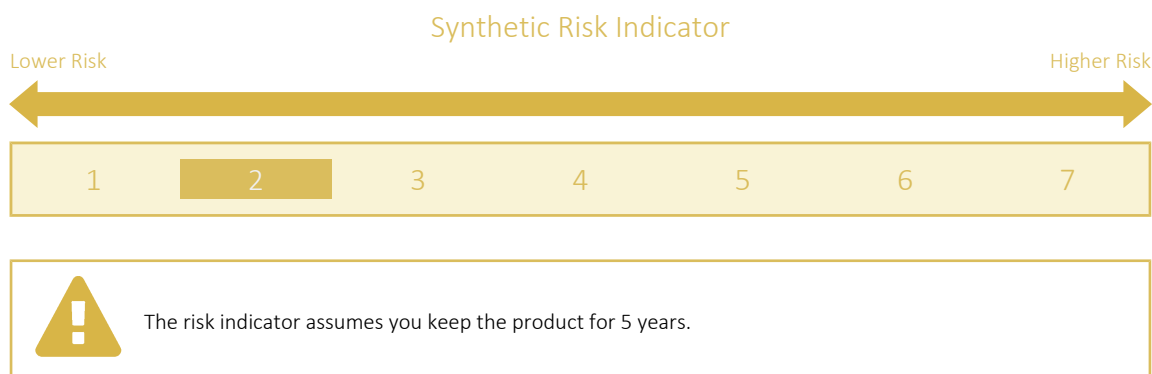 Synthetic Risk Indicator
Lower Risk Higher Risk
1 2 3 4 5 6 7
The risk indicator assumes you keep the product for 5 years.